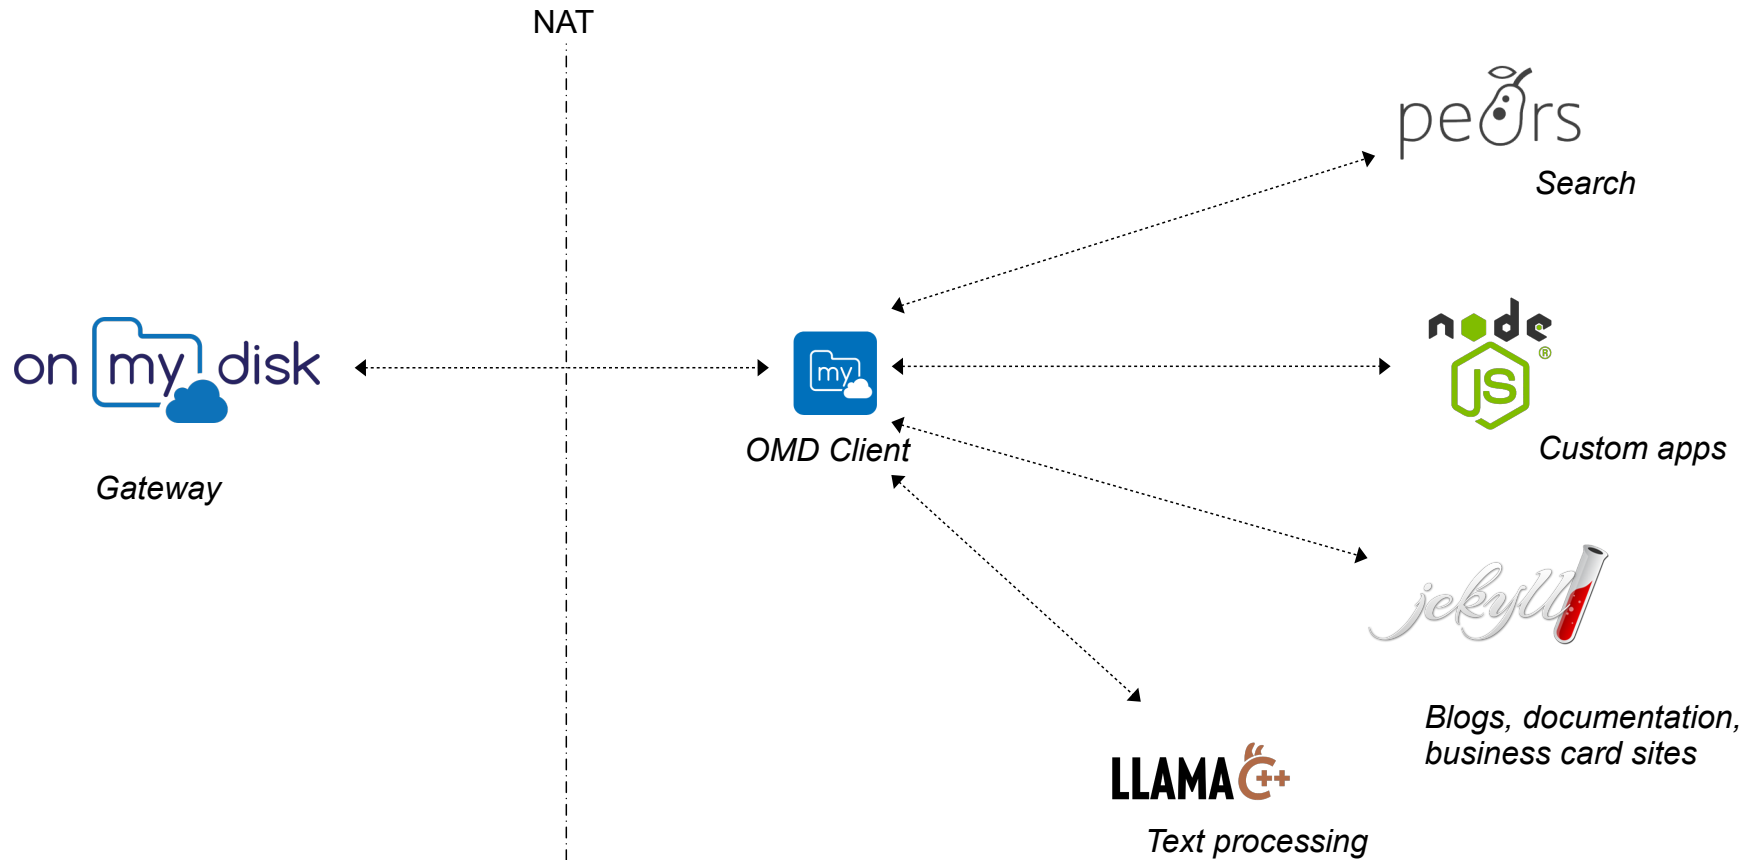 NAT
pears
Search
on my disk
Gateway
my
OMD Client
node
JS
®
Custom apps
jekyll
Blogs, documentation,
business card sites
LLAMA C++
Text processing